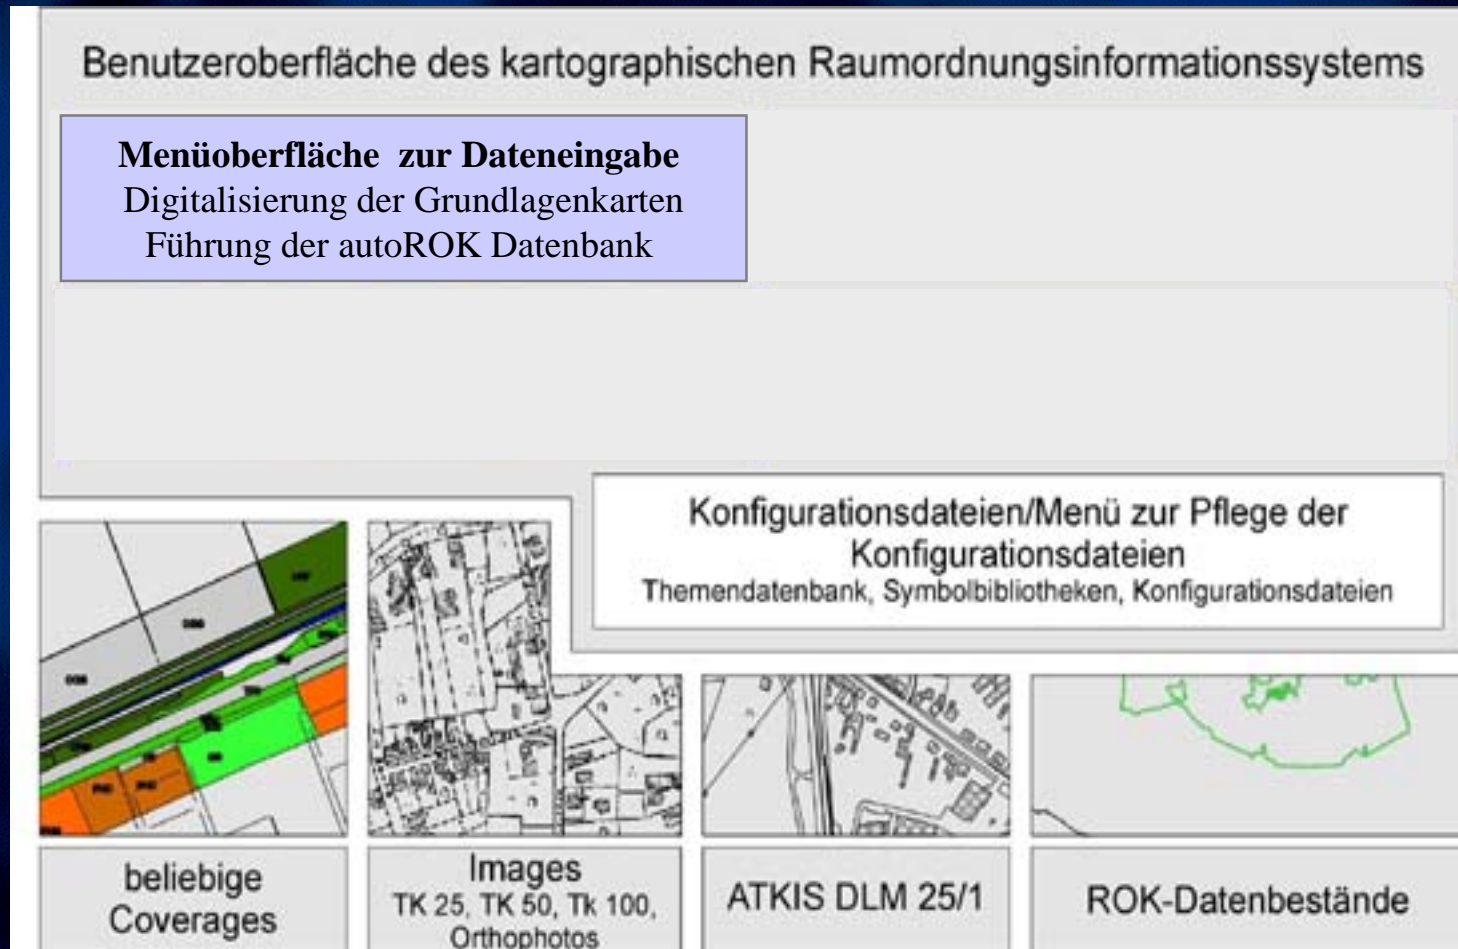 Benutzeroberfläche des kartographischen Raumordnungsinformationssystems
Menüoberfläche zur Dateneingabe
Digitalisierung der Grundlagenkarten
Führung der autoROK Datenbank
Konfigurationsdateien/Menü zur Pflege der
Konfigurationsdateien
Themendatenbank, Symbolbibliotheken, Konfigurationsdateien
beliebige
Coverages
Images
TK 25, TK 50, Tk 100,
Orthophotos
ATKIS DLM 25/1
ROK-Datenbestände